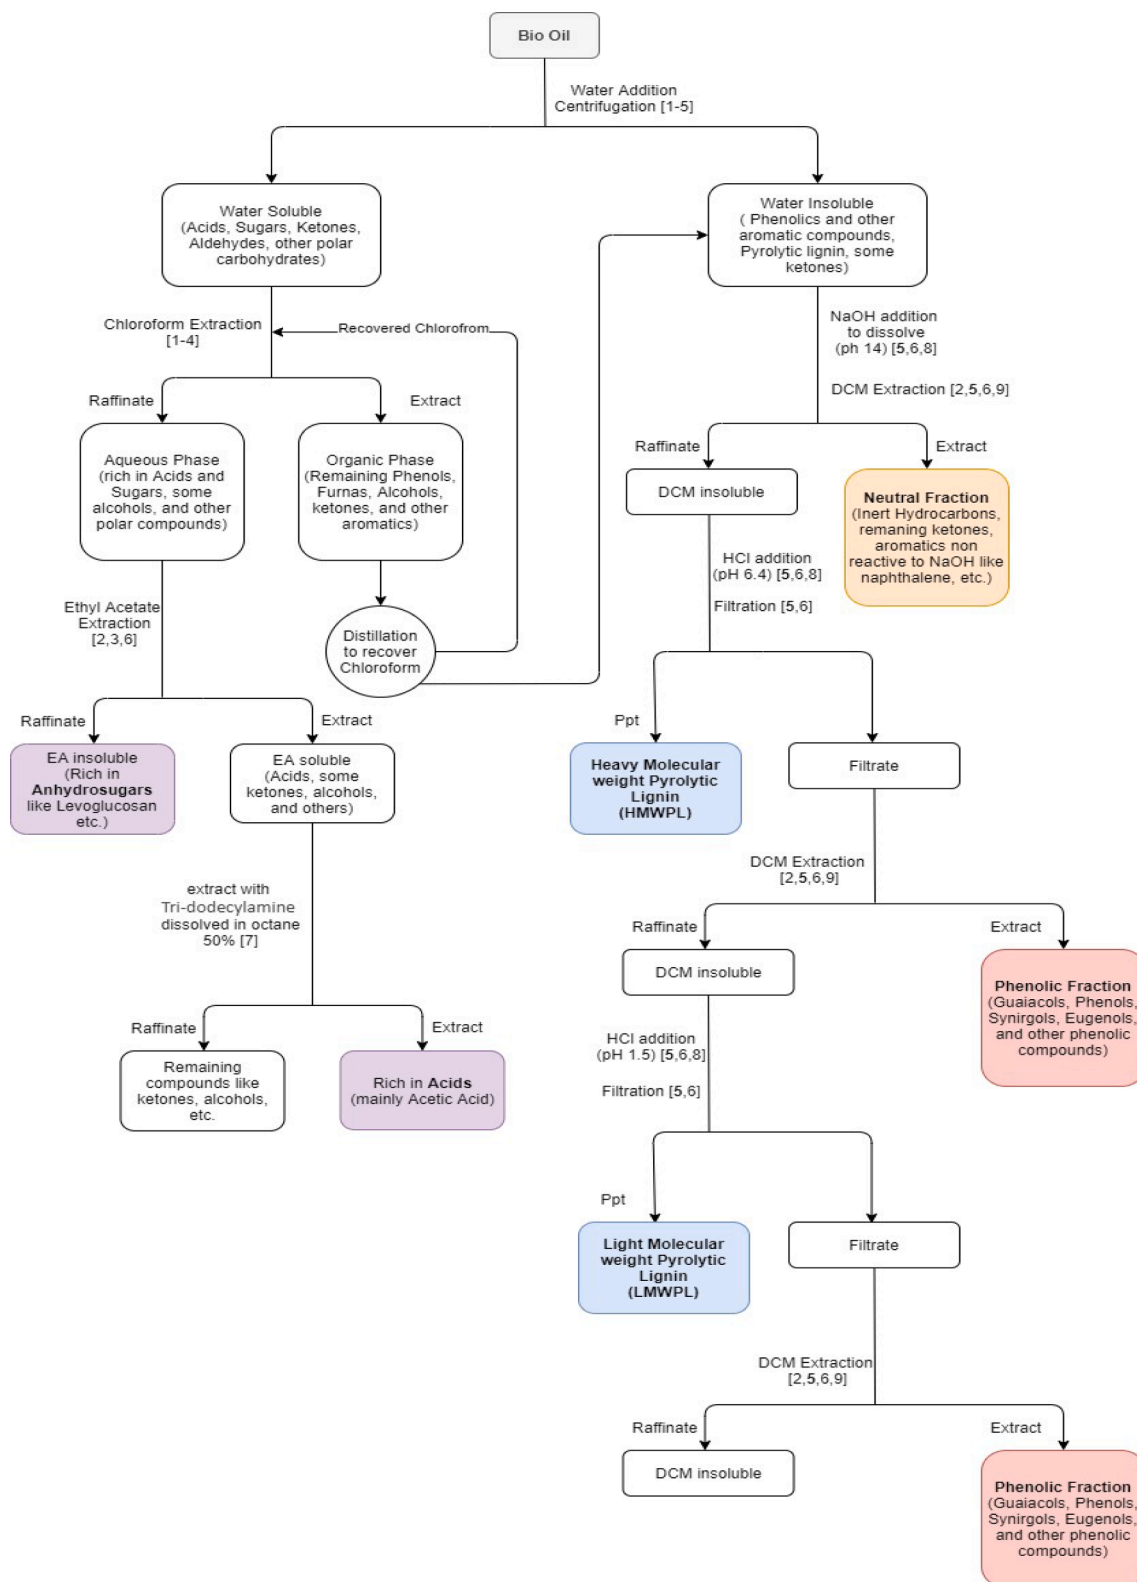 Bio Oil
Water Addition
Centrifugation [1-5]
Water Soluble
(Acids, Sugars, Ketones,
Aldehydes, other polar
carbohydrates)
Water Insoluble
( Phenolics and other
aromatic compounds,
Pyrolytic lignin, some
ketones)
Chloroform Extraction
[1-4]
Recovered Chlorofrom
NaOH addition
to dissolve
(ph 14) [5,6,8]
DCM Extraction [2,5,6,9]
Raffinate
Extract
Aqueous Phase
(rich in Acids and
Sugars, some
alcohols, and other
polar compounds)
Organic Phase
(Remaining Phenols,
Furnas, Alcohols,
ketones, and other
aromatics)
Raffinate
Extract
DCM insoluble
Neutral Fraction
(Inert Hydrocarbons,
remaning ketones,
aromatics non
reactive to NaOH like
naphthalene, etc.)
HCl addition
(pH 6.4) [5,6,8]
Filtration [5,6]
Ethyl Acetate
Extraction
[2,3,6]
Distillation
to recover
Chloroform
Raffinate
Extract
EA insoluble
(Rich in
Anhydrosugars
like Levoglucosan
etc.)
EA soluble
(Acids, some
ketones, alcohols,
and others)
Ppt
Heavy Molecular
weight Pyrolytic
Lignin
(HMWPL)
Filtrate
DCM Extraction
[2,5,6,9]
extract with
Tri-dodecylamine
dissolved in octane
50% [7]
Raffinate
Extract
DCM insoluble
Phenolic Fraction
(Guaiacols, Phenols,
Synirgols, Eugenols,
and other phenolic
compounds)
Raffinate
Extract
Remaining
compounds like
ketones, alcohols,
etc.
Rich in Acids
(mainly Acetic Acid)
HCl addition
(pH 1.5) [5,6,8]
Filtration [5,6]
Ppt
Light Molecular
weight Pyrolytic
Lignin
(LMWPL)
Filtrate
DCM Extraction
[2,5,6,9]
Raffinate
Extract
DCM insoluble
Phenolic Fraction
(Guaiacols, Phenols,
Synirgols, Eugenols,
and other phenolic
compounds)